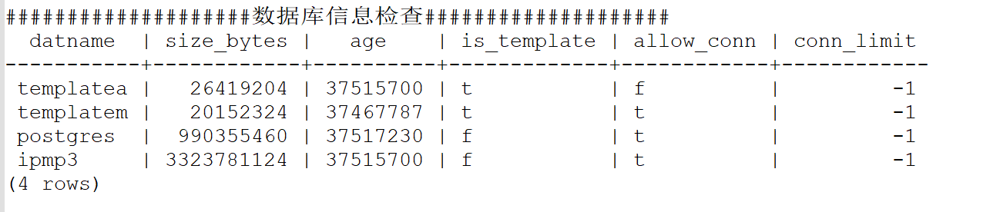 ####################数据库信息检查####################
  datname  | size_bytes |   age    | is_template | allow_conn | conn_limit
-----------+------------+----------+-------------+------------+------------
 templatea |   26419204 | 37515700 | t           | f          |         -1
 templatem |   20152324 | 37467787 | t           | t          |         -1
 postgres  |  990355460 | 37517230 | f           | t          |         -1
 ipmp3     | 3323781124 | 37515700 | f           | t          |         -1
(4 rows)